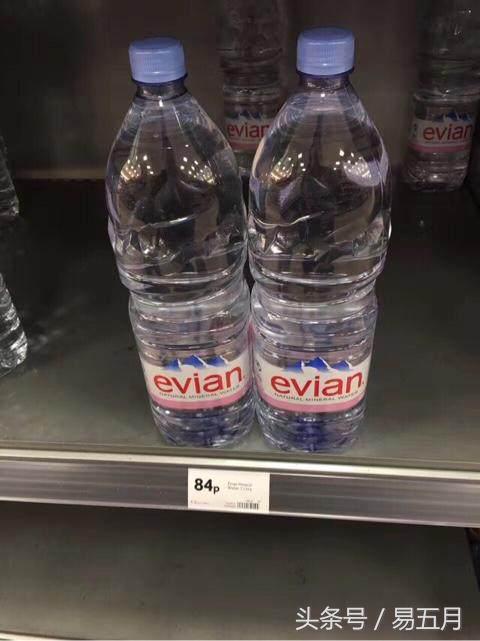 evian
evian
evian
NATURAL MINERAL WATER
evian
NATURAL MINERAL WATER
84p
头条号 / 易五月